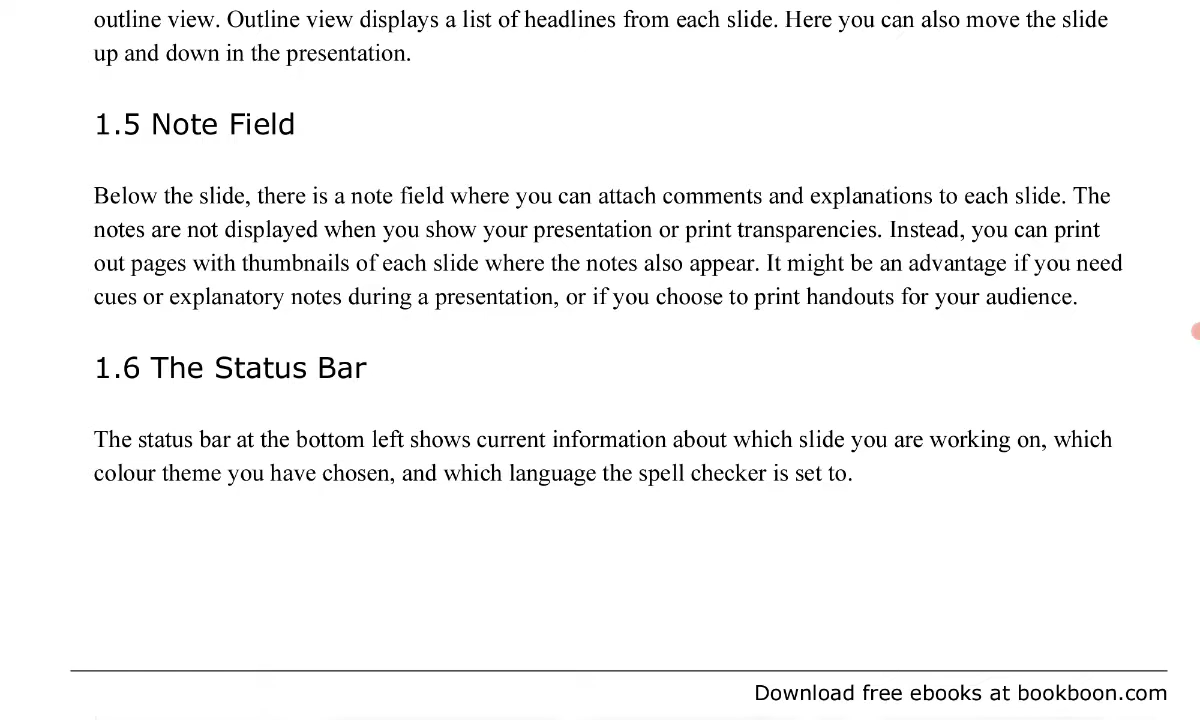 outline view. Outline view displays a list of headlines from each slide. Here you can also move the slide
up and down in the presentation.
1.5 Note Field
Below the slide, there is a note field where you can attach comments and explanations to each slide. The
notes are not displayed when you show your presentation or print transparencies. Instead, you can print
out pages with thumbnails of each slide where the notes also appear. It might be an advantage if you need
cues or explanatory notes during a presentation, or if you choose to print handouts for your audience.
1.6 The Status Bar
The status bar at the bottom left shows current information about which slide you are working on, which
colour theme you have chosen, and which language the spell checker is set to.
Download free ebooks at bookboon.com